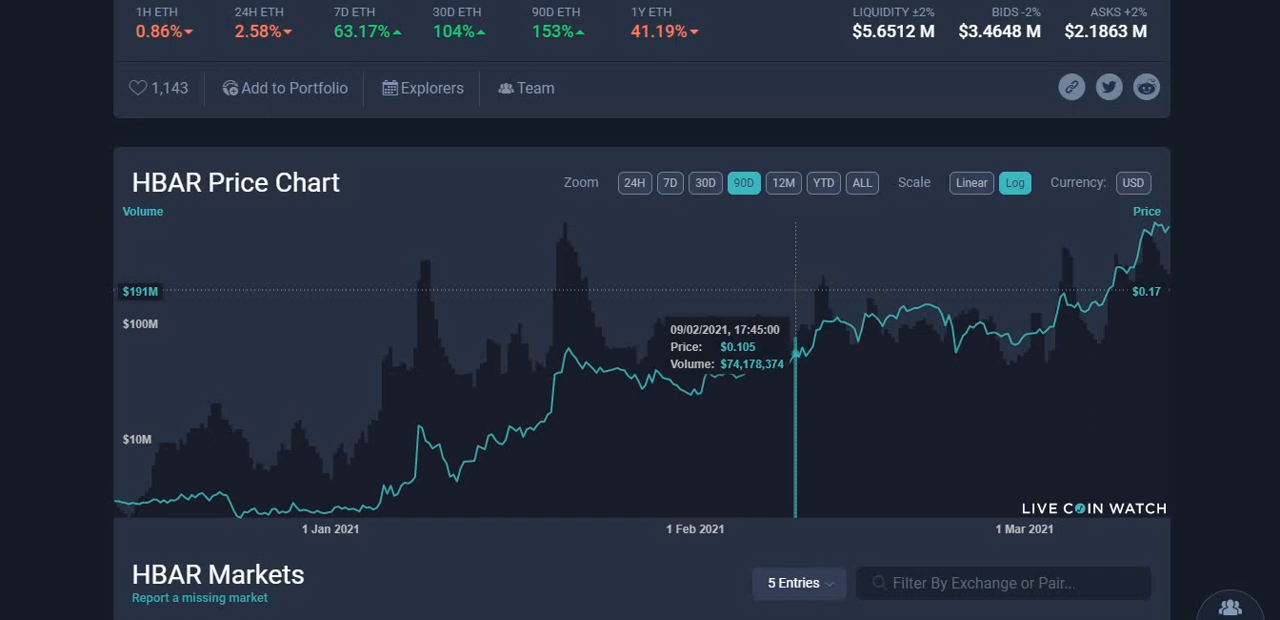 1H ETH 24H ETH 7D ETH 30D ETH 90D ETH 1Y ETH LIQUIDITY ±2% BIDS -2% ASKS +2%
0.86% 2.58% 63.17% 104% 153% 41.19% $5.6512 M $3.4648 M $2.1863 M
1,143 Add to Portfolio Explorers Team
HBAR Price Chart Zoom 24H 7D 30D 90D 12M YTD ALL Scale Linear Log Currency: USD
Volume Price
$191M $0.17
$100M
09/02/2021, 17:45:00
Price: $0.105
Volume: $74,178,374
$10M
LIVE COIN WATCH
1 Jan 2021 1 Feb 2021 1 Mar 2021
HBAR Markets 5 Entries Filter By Exchange or Pair...
Report a missing market